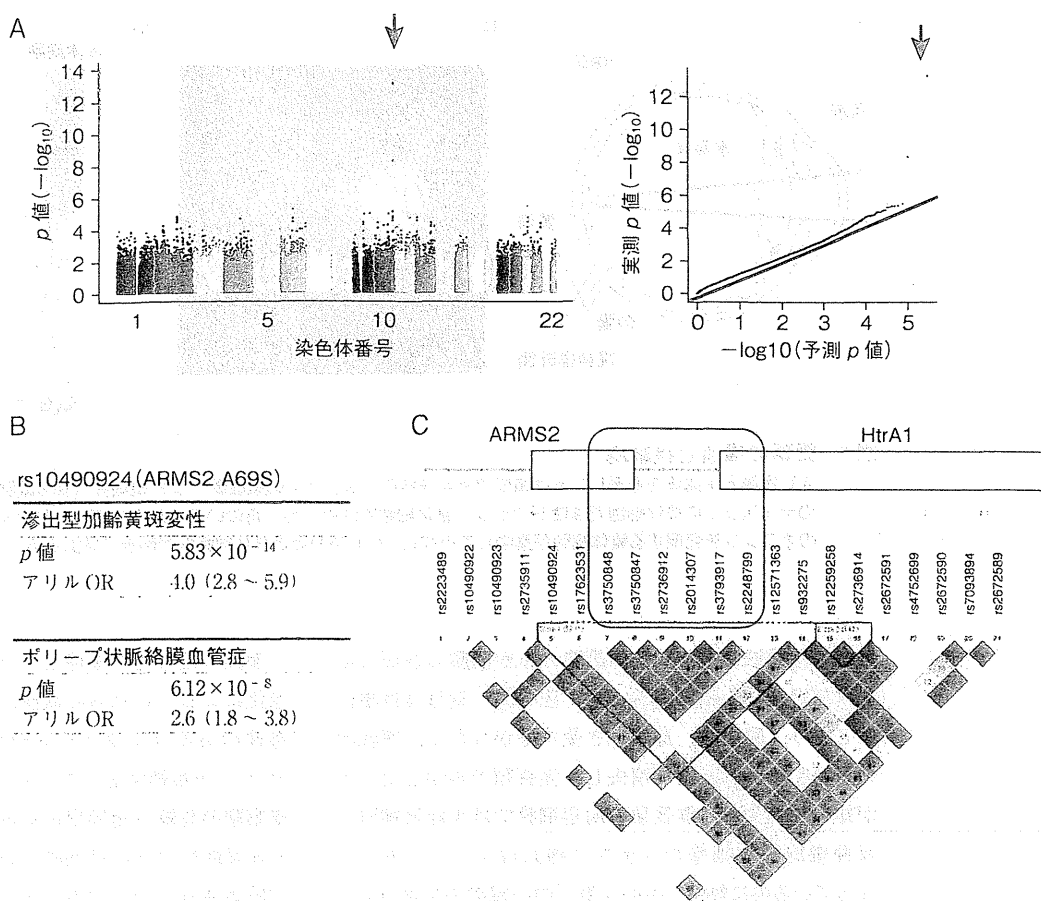 A
p 値(−log₁₀)
14
12
10
8
6
4
2
0
1
5
10
22
染色体番号
実測 p 値(−log₁₀)
12
10
8
6
4
2
0
0
1
2
3
4
5
−log10(予測 p 値)
B
rs10490924(ARMS2 A69S)
滲出型加齢黄斑変性
p 値 5.83×10⁻¹⁴
アリル OR 4.0 (2.8 ~ 5.9)
ポリープ状脈絡膜血管症
p 値 6.12×10⁻⁸
アリル OR 2.6 (1.8 ~ 3.8)
C
ARMS2
HtrA1
rs2223489
rs10490922
rs10490923
rs2735911
rs10490924
rs17623531
rs3750848
rs3750847
rs2736912
rs2014307
rs3793917
rs2248799
rs12571363
rs932275
rs12259258
rs2736914
rs2672591
rs4752699
rs2672590
rs7093894
rs2672589